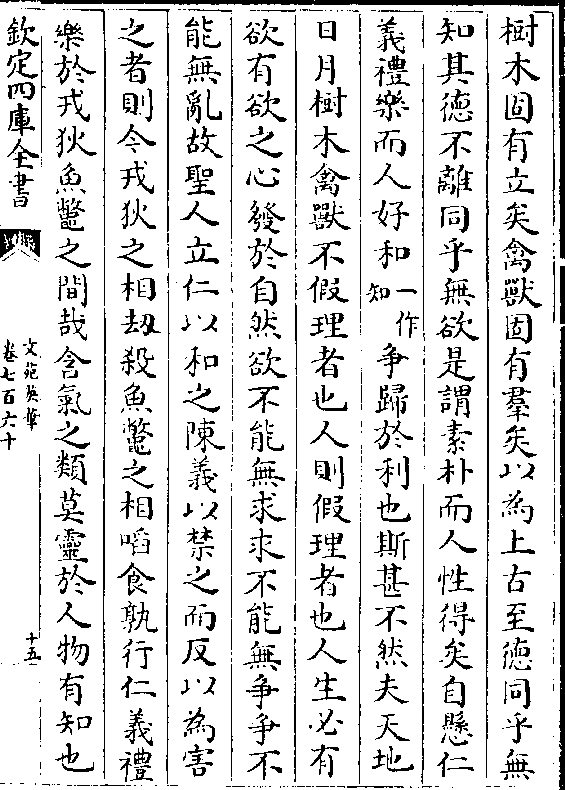 樹木固有立矣禽獸固有羣矣以為上古至徳同乎無
知其徳不離同乎無欲是謂素朴而人性得矣自懸仁
義禮樂而人好和一作知争歸於利也斯甚不然夫天地
日月樹木禽獸不假理者也人則假理者也人生必有
欲有欲之心發於自然欲不能無求求不能無争争不
能無亂故聖人立仁以和之陳義以禁之而反以為害
之者則令戎狄之相刼殺魚鼈之相㗖食孰行仁義禮
樂於戎狄魚鼈之間哉含氣之類莫靈於人物有知也
欽定四庫全書
文苑英華
卷七百六十
十五